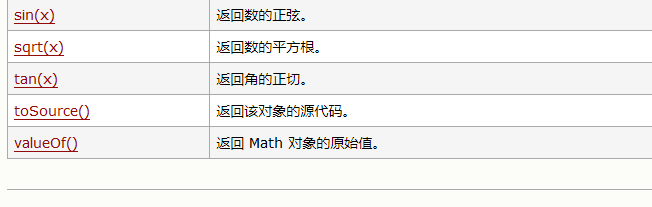 sin(x) 返回数的正弦。
sqrt(x) 返回数的平方根。
tan(x) 返回角的正切。
toSource() 返回该对象的源代码。
valueOf() 返回 Math 对象的原始值。